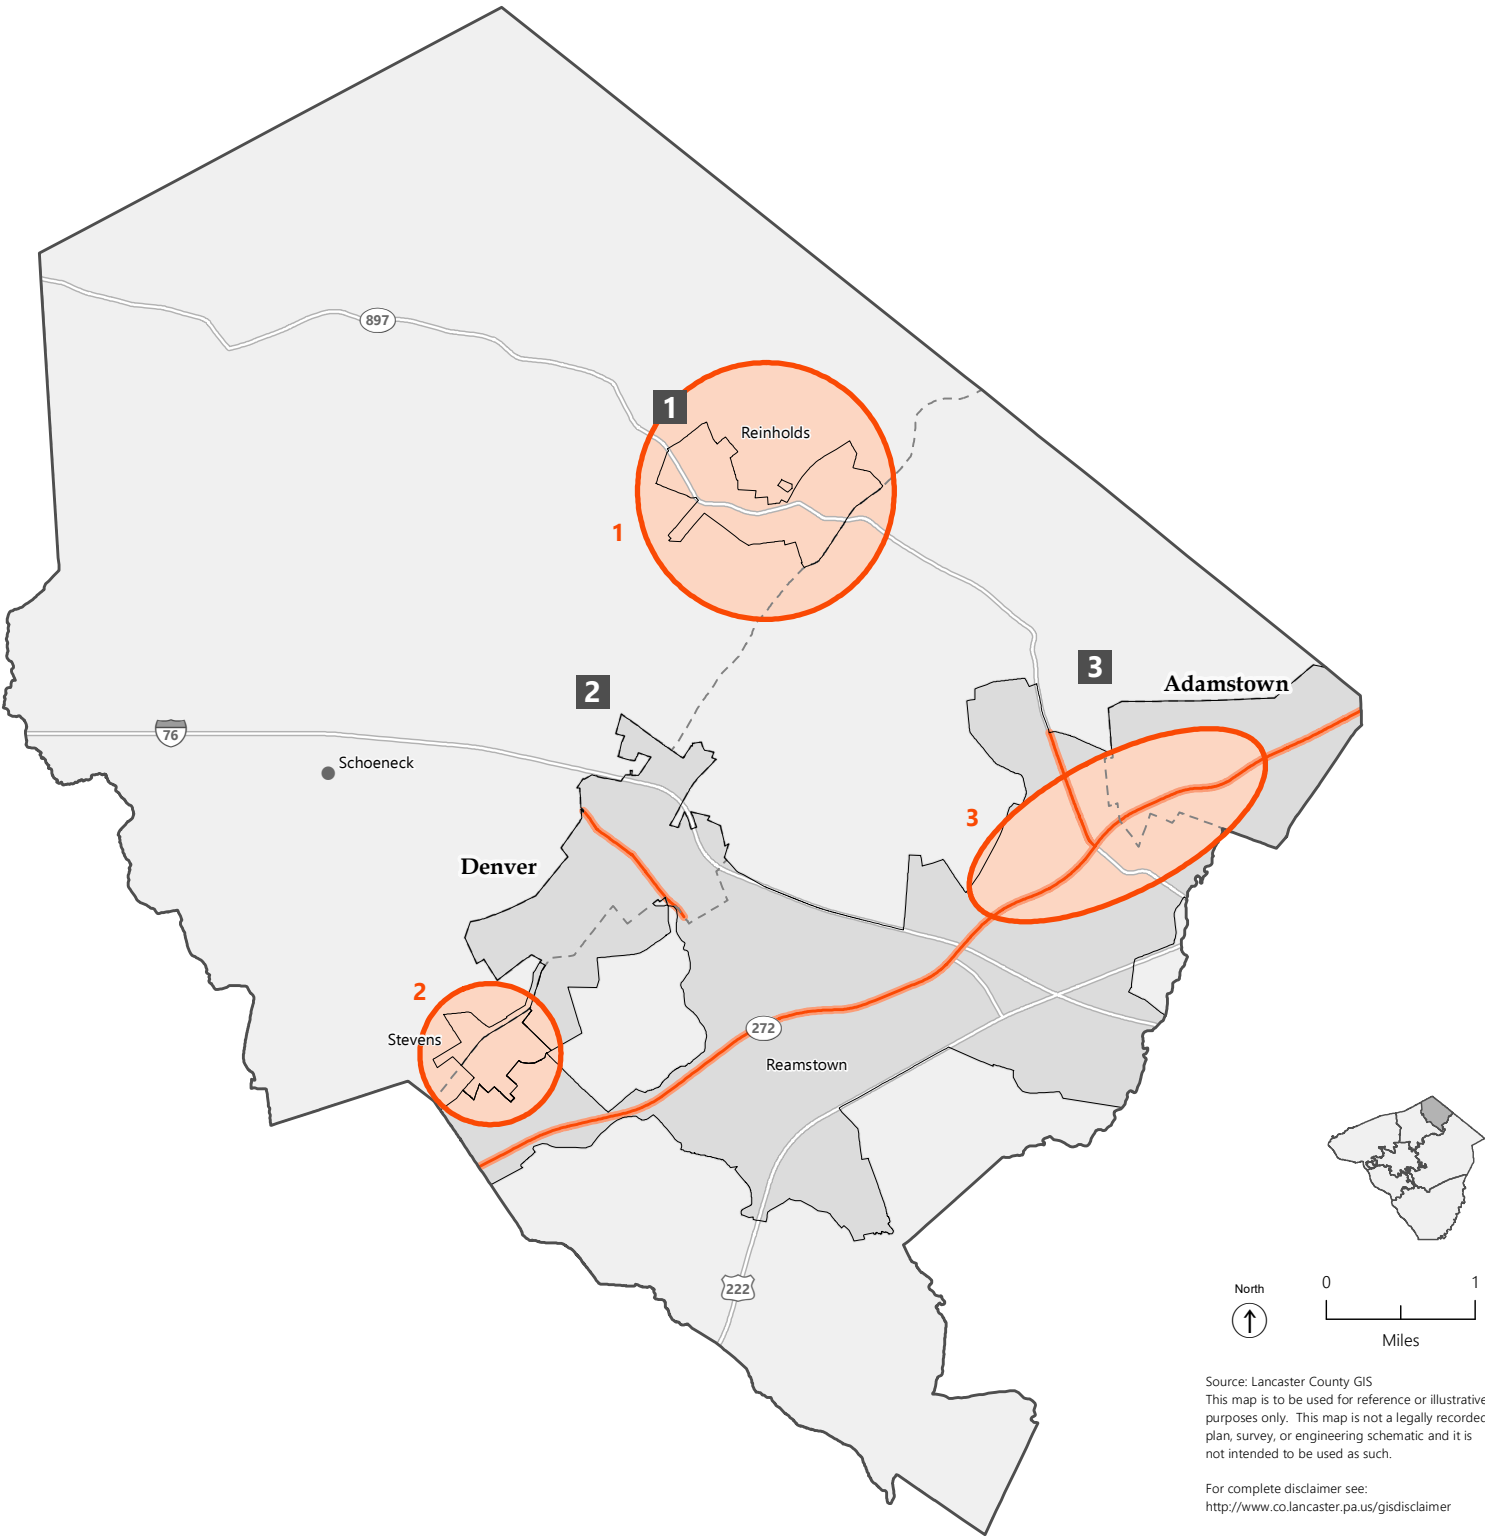 897
1
Reinholds
1
3
Adamstown
2
76
Schoeneck
3
Denver
2
Stevens
272
Reamstown
222
North
0 1
Miles
Source: Lancaster County GIS
This map is to be used for reference or illustrative
purposes only. This map is not a legally recorded
plan, survey, or engineering schematic and it is
not intended to be used as such.
For complete disclaimer see:
http://www.co.lancaster.pa.us/gisdisclaimer